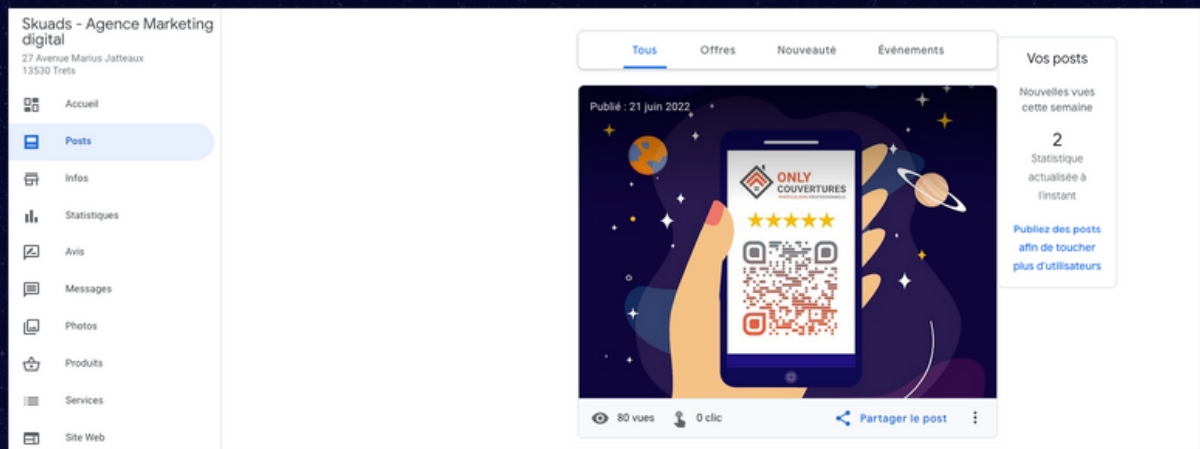 Skuads - Agence Marketing
digital
27 Avenue Marius Jatteaux
13530 Trets
Accueil
Posts
Infos
Statistiques
Avis
Messages
Photos
Produits
Services
Site Web
Tous
Offres
Nouveauté
Événements
Publié : 21 juin 2022
ONLY
COUVERTURES
PARTICULIERS PROFESSIONNELS
80 vues
0 clic
Partager le post
Vos posts
Nouvelles vues
cette semaine
2
Statistique
actualisée à
l'instant
Publiez des posts
afin de toucher
plus d'utilisateurs